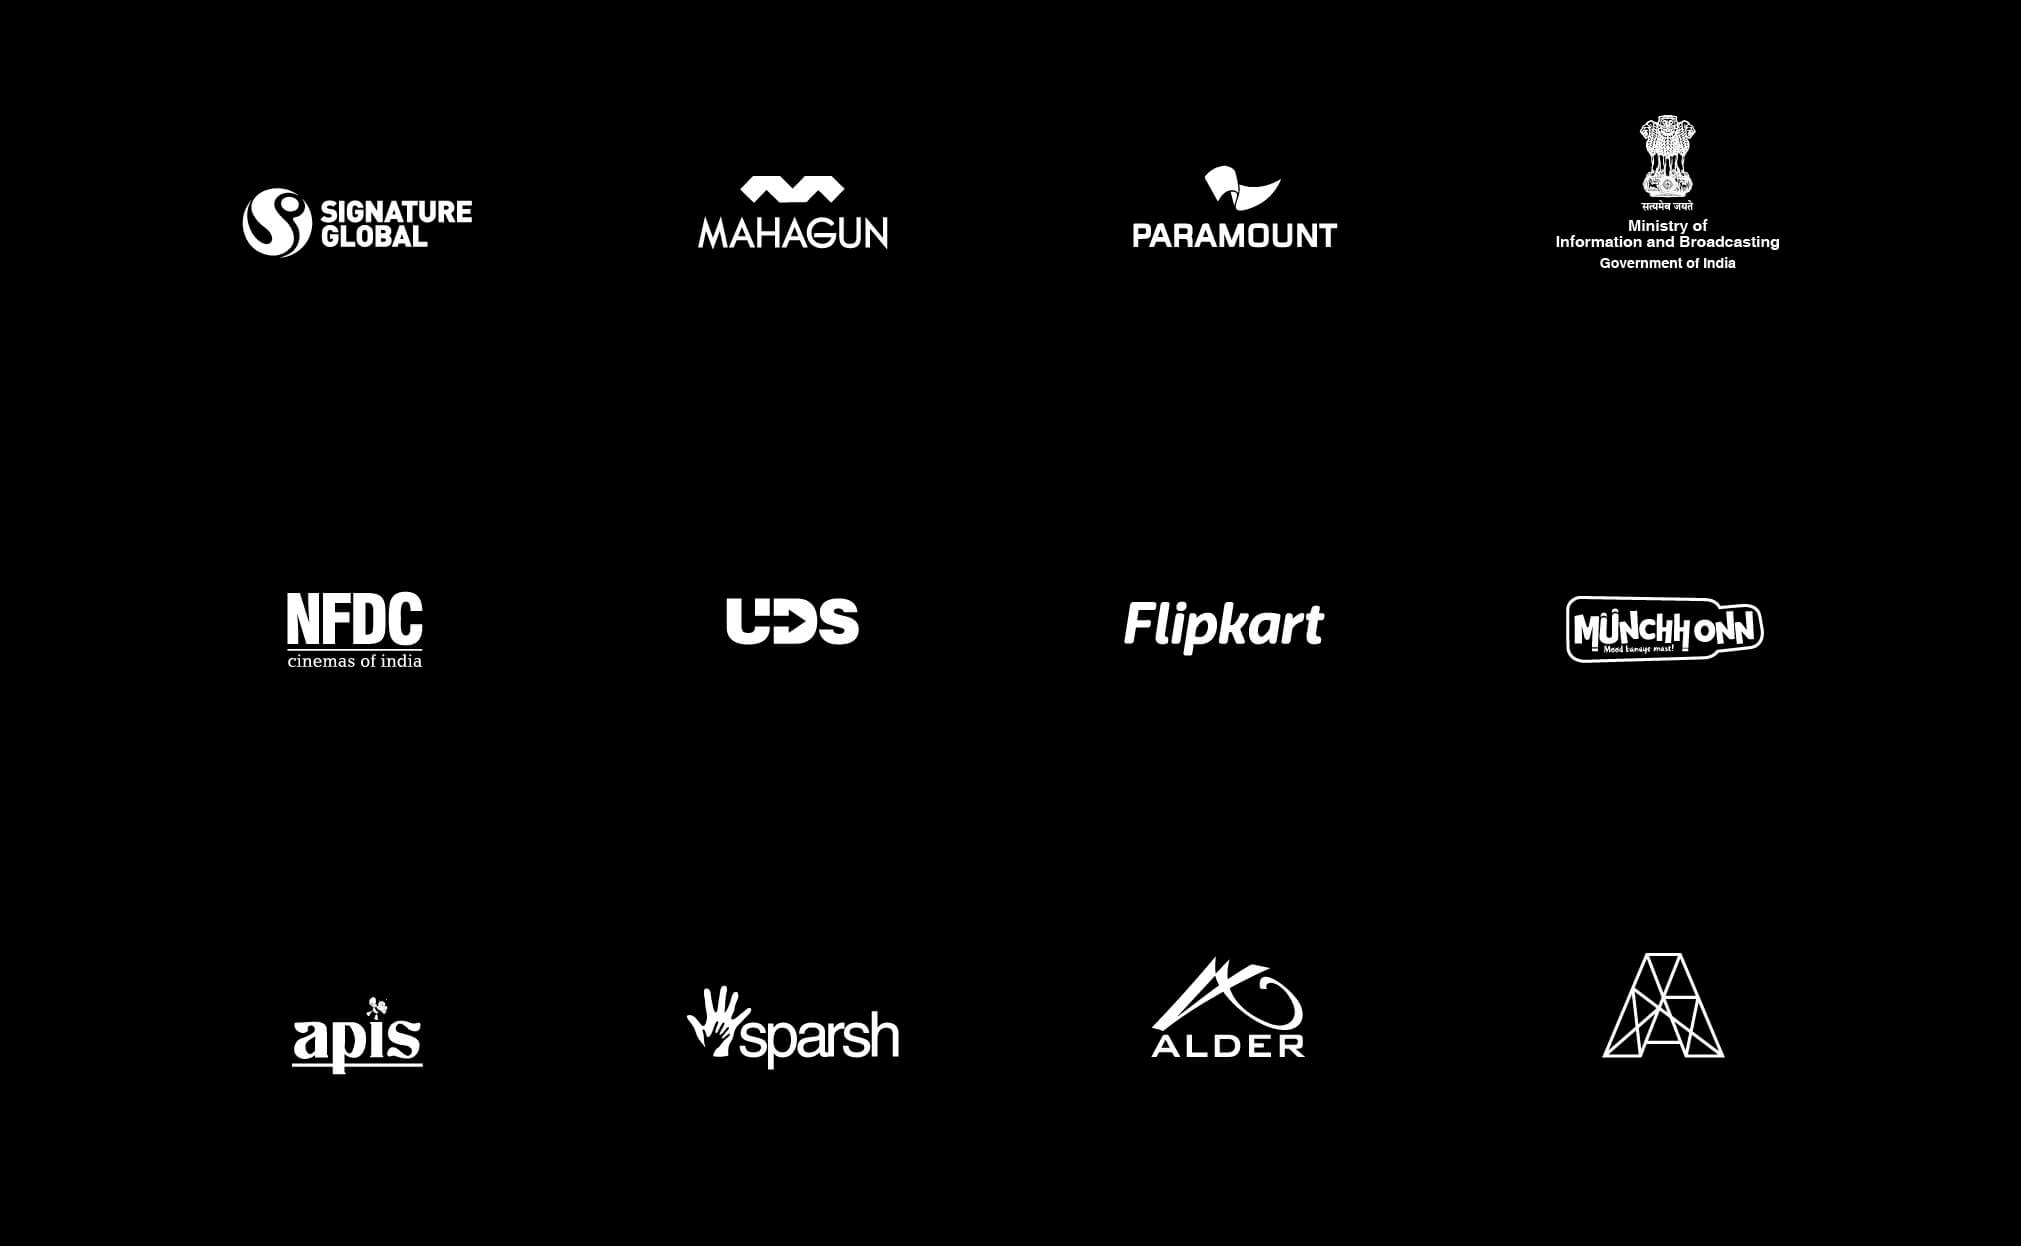 SIGNATURE
GLOBAL
MAHAGUN
PARAMOUNT
सत्यमेव जयते
Ministry of
Information and Broadcasting
Government of India
NFDC
cinemas of india
UDS
Flipkart
MÜNCHHONN
Mood banaye mast!
apis
sparsh
ALDER
A